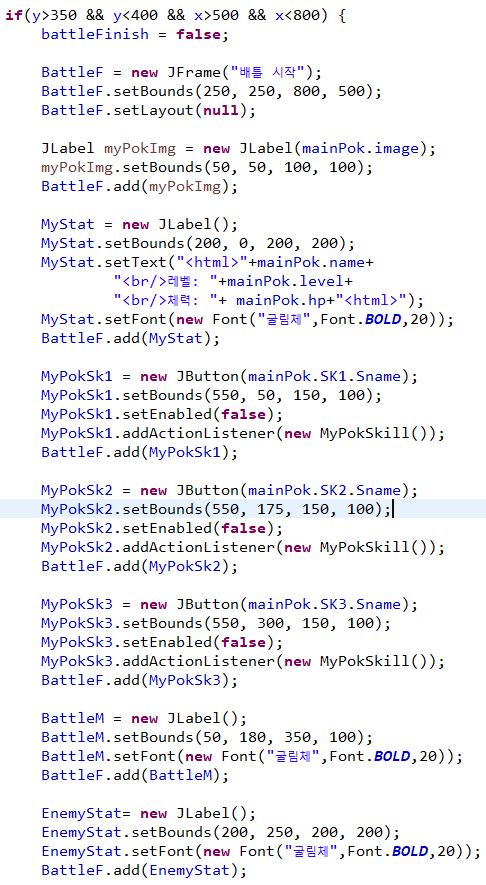 if(y>350 && y<400 && x>500 && x<800) {
battleFinish = false;
BattleF = new JFrame("배틀 시작");
BattleF.setBounds(250, 250, 800, 500);
BattleF.setLayout(null);
JLabel myPokImg = new JLabel(mainPok.image);
myPokImg.setBounds(50, 50, 100, 100);
BattleF.add(myPokImg);
MyStat = new JLabel();
MyStat.setBounds(200, 0, 200, 200);
MyStat.setText("<html>"+mainPok.name+
"<br/>레벨: "+mainPok.level+
"<br/>체력: "+ mainPok.hp+"<html>");
MyStat.setFont(new Font("굴림체",Font.BOLD,20));
BattleF.add(MyStat);
MyPokSk1 = new JButton(mainPok.SK1.Sname);
MyPokSk1.setBounds(550, 50, 150, 100);
MyPokSk1.setEnabled(false);
MyPokSk1.addActionListener(new MyPokSkill());
BattleF.add(MyPokSk1);
MyPokSk2 = new JButton(mainPok.SK2.Sname);
MyPokSk2.setBounds(550, 175, 150, 100);
MyPokSk2.setEnabled(false);
MyPokSk2.addActionListener(new MyPokSkill());
BattleF.add(MyPokSk2);
MyPokSk3 = new JButton(mainPok.SK3.Sname);
MyPokSk3.setBounds(550, 300, 150, 100);
MyPokSk3.setEnabled(false);
MyPokSk3.addActionListener(new MyPokSkill());
BattleF.add(MyPokSk3);
BattleM = new JLabel();
BattleM.setBounds(50, 180, 350, 100);
BattleM.setFont(new Font("굴림체",Font.BOLD,20));
BattleF.add(BattleM);
EnemyStat= new JLabel();
EnemyStat.setBounds(200, 250, 200, 200);
EnemyStat.setFont(new Font("굴림체",Font.BOLD,20));
BattleF.add(EnemyStat);